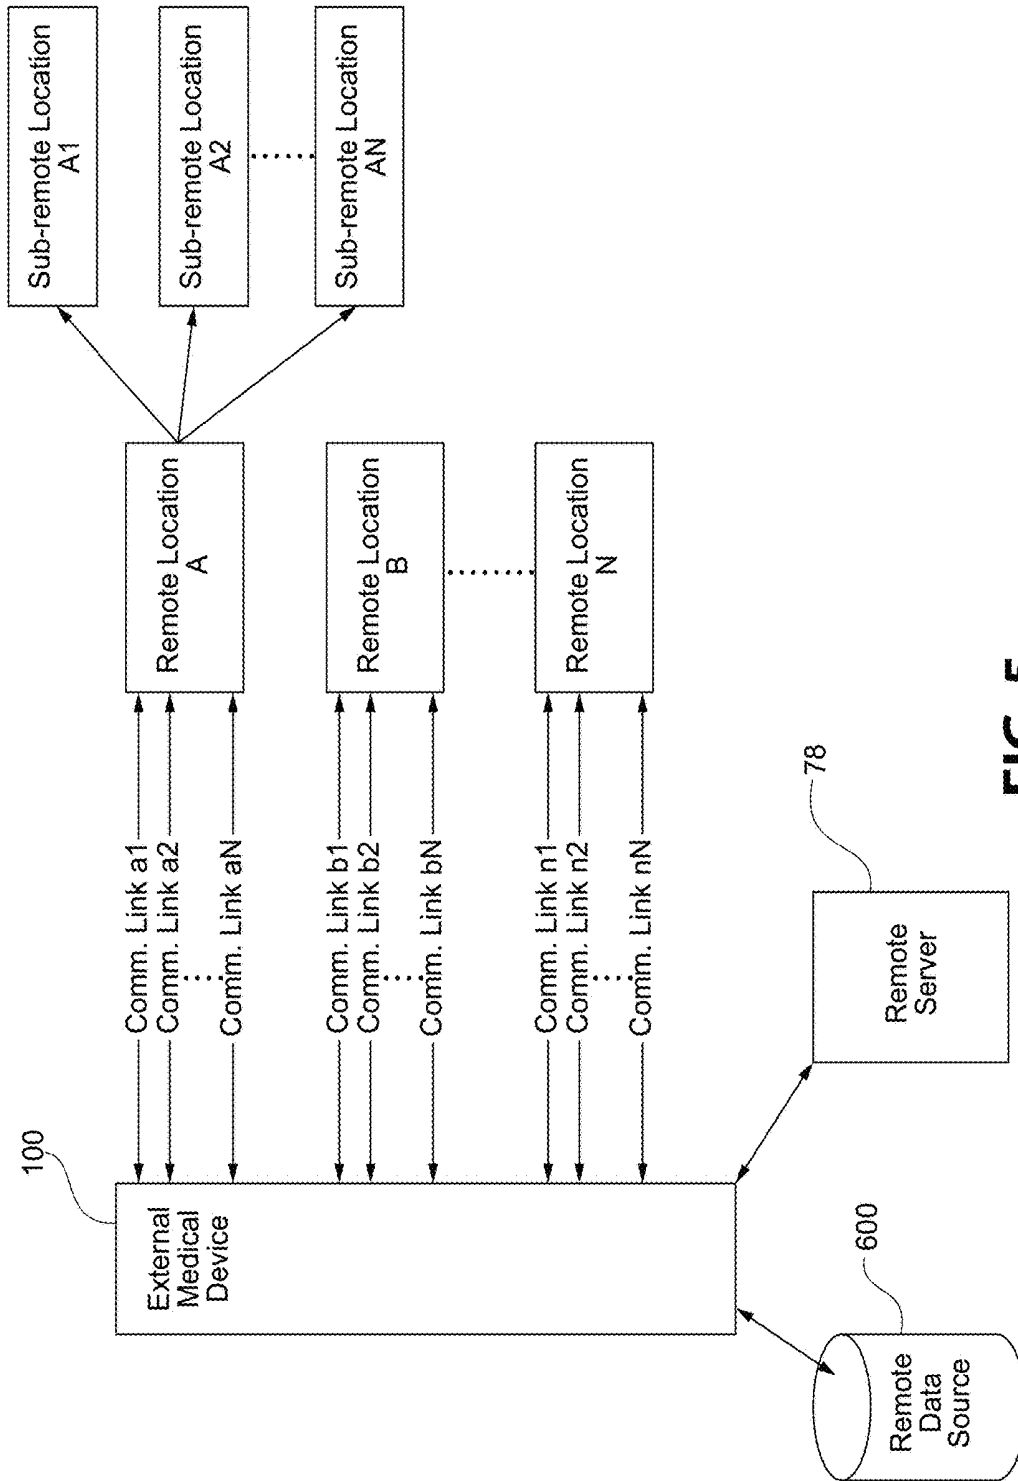 100
External
Medical
Device
Comm. Link a1
Comm. Link a2
Comm. Link aN
Comm. Link b1
Comm. Link b2
Comm. Link bN
Comm. Link n1
Comm. Link n2
Comm. Link nN
Remote Location
A
Remote Location
B
Remote Location
N
Sub-remote Location
A1
Sub-remote Location
A2
Sub-remote Location
AN
600
Remote
Data
Source
78
Remote
Server